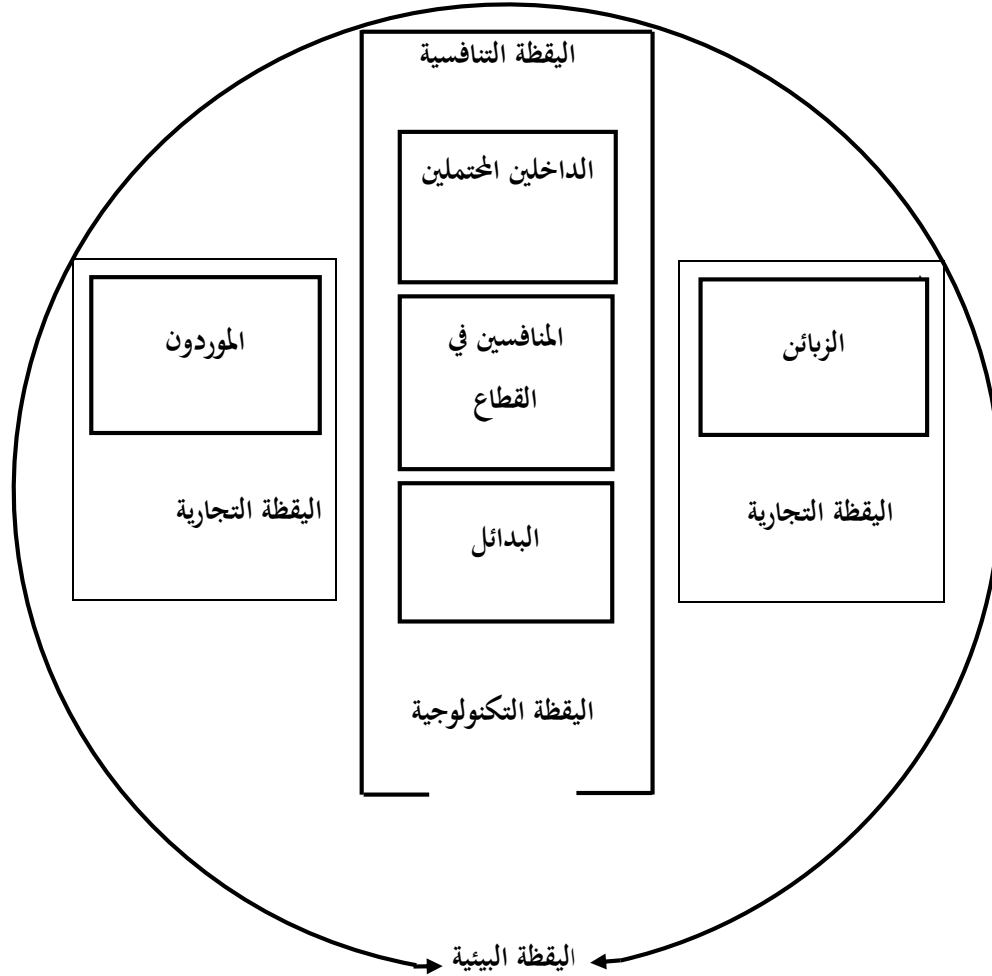 اليقظة التنافسية
الداخلين المحتملين
الزبائن
المنافسين في
القطاع
الموردون
اليقظة التجارية
اليقظة التجارية
البدائل
اليقظة التكنولوجية
اليقظة البيئية